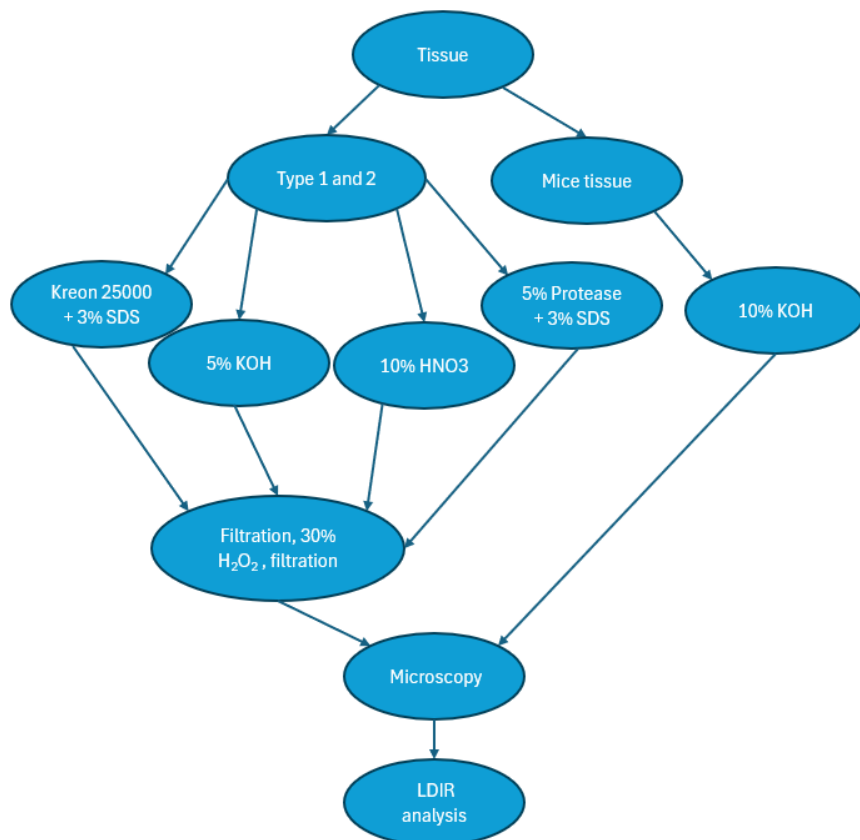 Tissue
Type 1 and 2
Mice tissue
Kreon 25000
+ 3% SDS
5% KOH
10% HNO3
5% Protease
+ 3% SDS
10% KOH
Filtration, 30%
H₂O₂ , filtration
Microscopy
LDIR
analysis